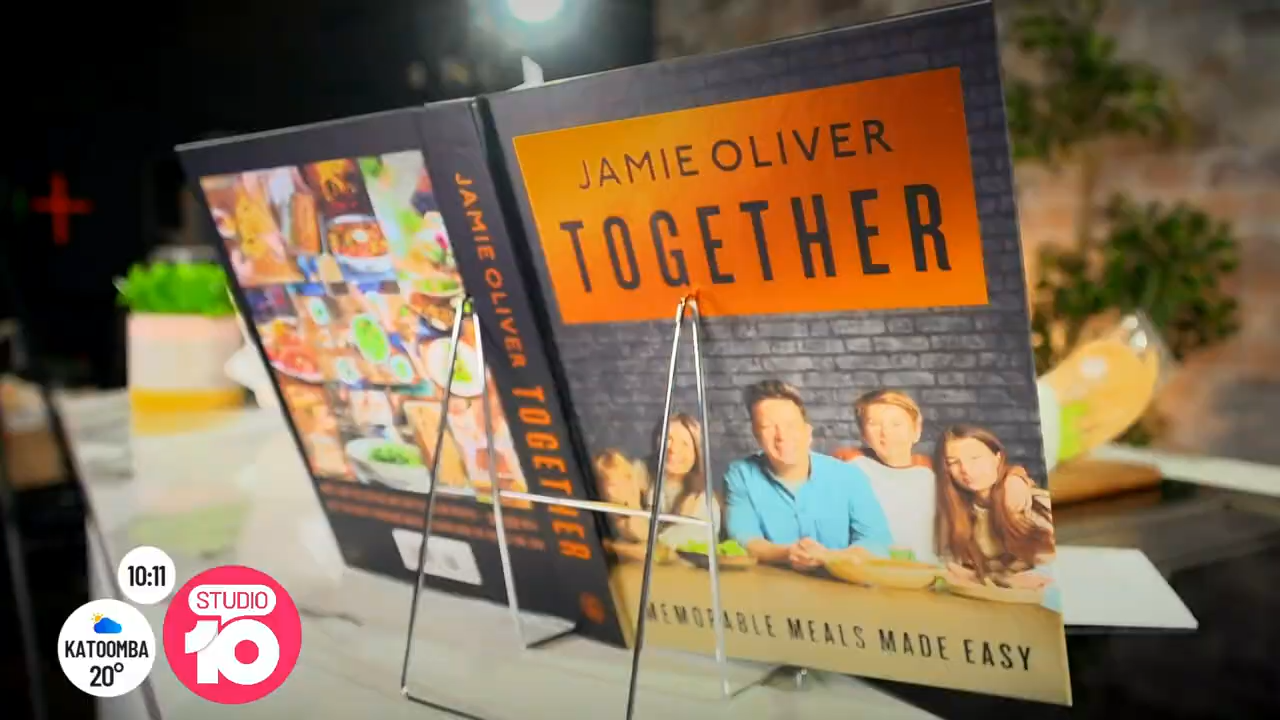 JAMIE OLIVER
TOGETHER
JAMIE OLIVER TOGETHER
MEMORABLE MEALS MADE EASY
10:11
KATOOMBA
20°
STUDIO
10